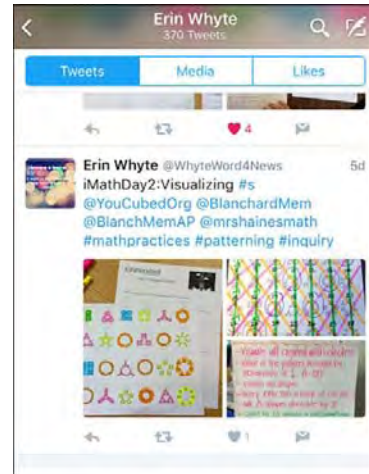 Erin Whyte
370 Tweets
Tweets Media Likes
4
Erin Whyte @WhyteWord4News 5d
iMathDay2:Visualizing #s
@YouCubedOrg @BlanchardMem
@BlanchMemAP @mrshainesmath
#mathpractices #patterning #inquiry
1